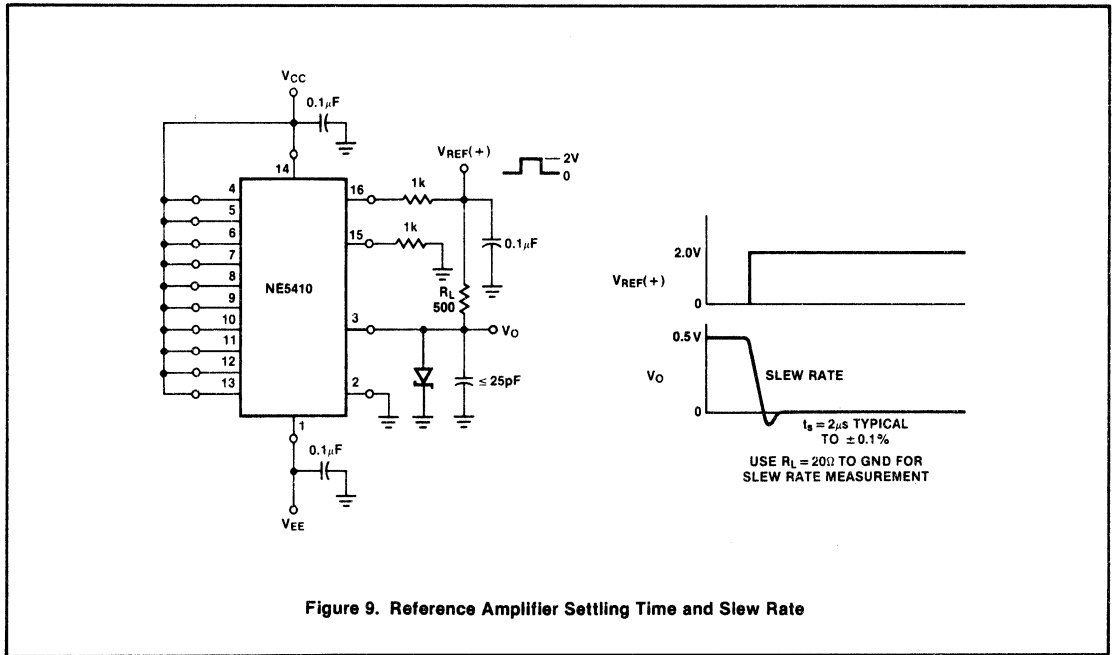 VCC
0.1μF
14
4
5
6
7
8
9
10
11
12
13
NE5410
16
15
3
2
1
1k
1k
VREF(+)
2V
0
0.1μF
RL
500
VO
≤ 25pF
0.1μF
VEE
2.0V
VREF(+)
0
0.5 V
VO
SLEW RATE
0
ts = 2μs TYPICAL
TO ± 0.1%
USE RL = 20Ω TO GND FOR
SLEW RATE MEASUREMENT
Figure 9. Reference Amplifier Settling Time and Slew Rate